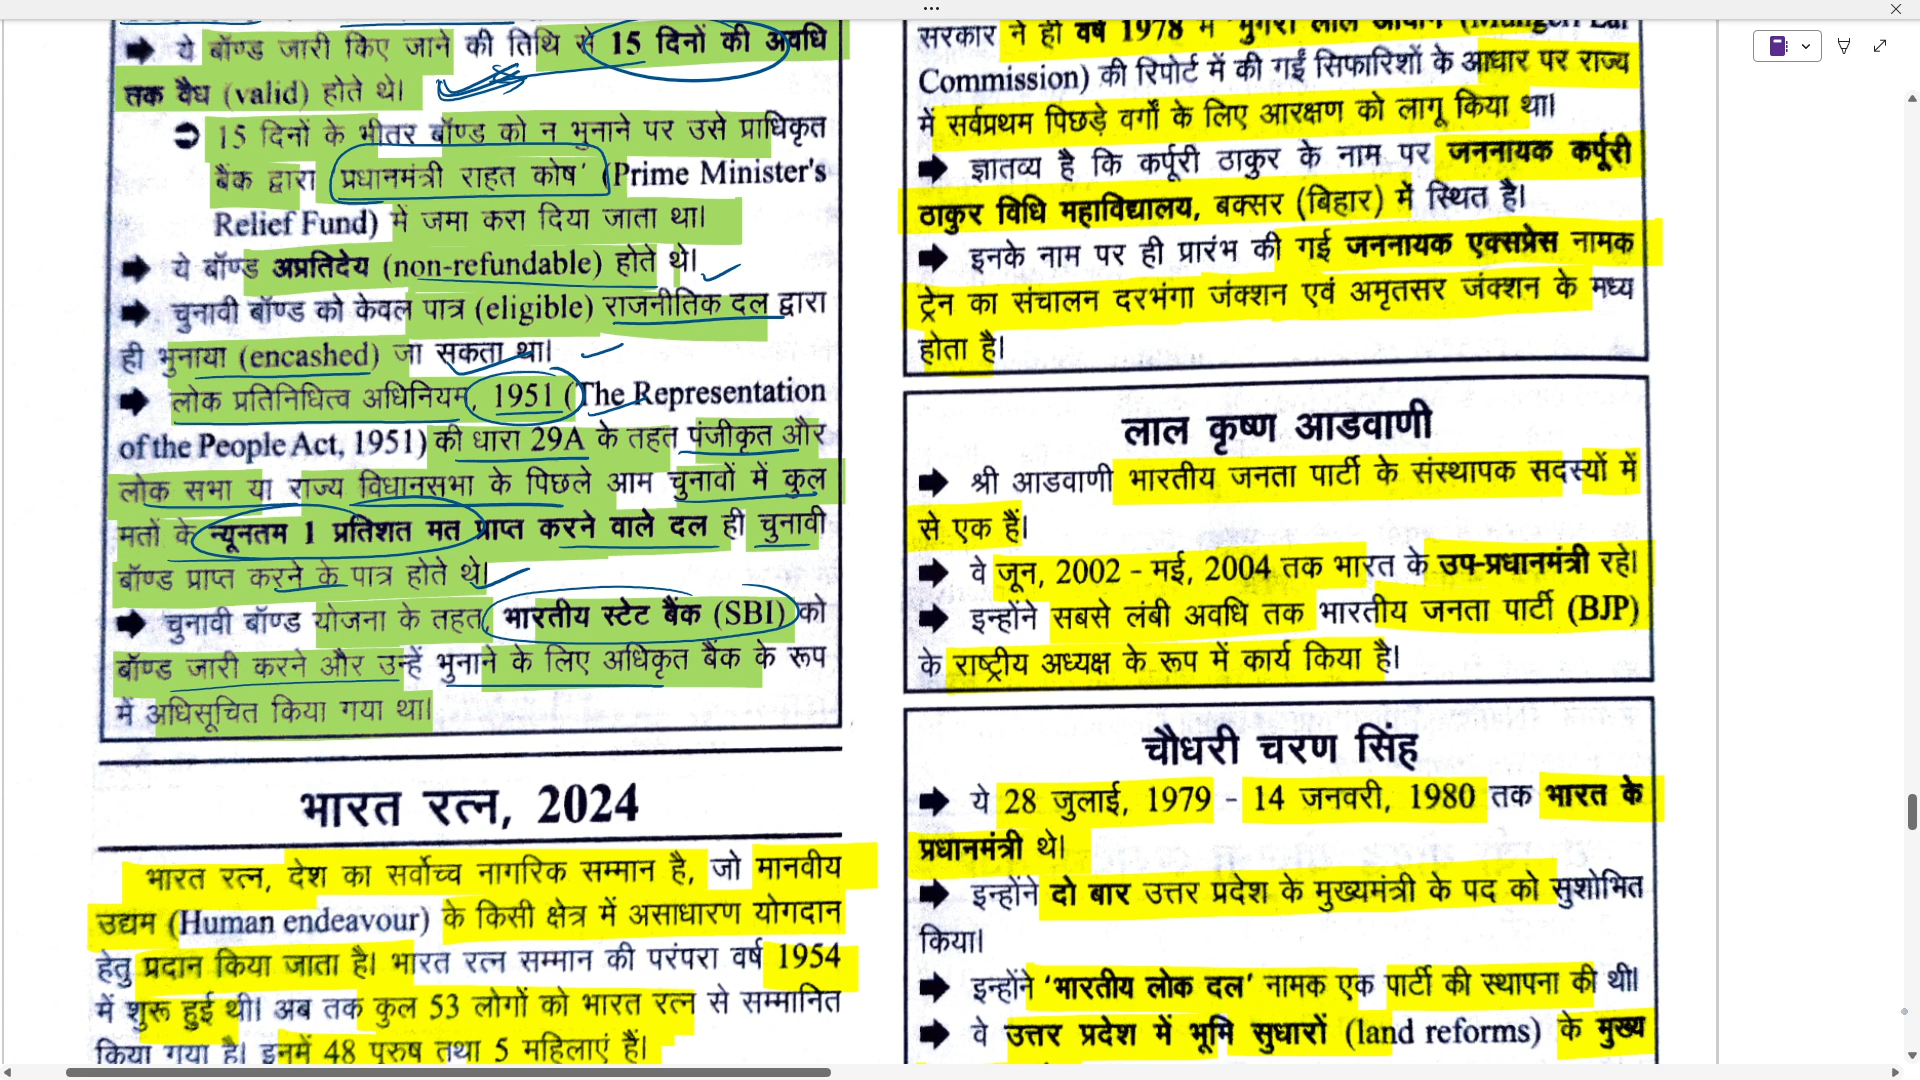 ➡ ये बॉण्ड जारी किए जाने की तिथि से 15 दिनों की अवधि
तक वैध (valid) होते थे।
➲ 15 दिनों के भीतर बॉण्ड को न भुनाने पर उसे प्राधिकृत
बैंक द्वारा प्रधानमंत्री राहत कोष' (Prime Minister's
Relief Fund) में जमा करा दिया जाता था।
➡ ये बॉण्ड अप्रतिदेय (non-refundable) होते थे।
➡ चुनावी बॉण्ड को केवल पात्र (eligible) राजनीतिक दल द्वारा
ही भुनाया (encashed) जा सकता था।
➡ लोक प्रतिनिधित्व अधिनियम, 1951 (The Representation
of the People Act, 1951) की धारा 29A के तहत पंजीकृत और
लोक सभा या राज्य विधानसभा के पिछले आम चुनावों में कुल
मतों के न्यूनतम 1 प्रतिशत मत प्राप्त करने वाले दल ही चुनावी
बॉण्ड प्राप्त करने के पात्र होते थे।
➡ चुनावी बॉण्ड योजना के तहत भारतीय स्टेट बैंक (SBI) को
बॉण्ड जारी करने और उन्हें भुनाने के लिए अधिकृत बैंक के रूप
में अधिसूचित किया गया था।
भारत रत्न, 2024
भारत रत्न, देश का सर्वोच्च नागरिक सम्मान है, जो मानवीय
उद्यम (Human endeavour) के किसी क्षेत्र में असाधारण योगदान
हेतु प्रदान किया जाता है। भारत रत्न सम्मान की परंपरा वर्ष 1954
में शुरू हुई थी। अब तक कुल 53 लोगों को भारत रत्न से सम्मानित
किया गया है। इनमें 48 पुरुष तथा 5 महिलाएं हैं।
सरकार ने ही वर्ष 1978 में 'मुंगेरी लाल आयोग' (Mungeri Lal
Commission) की रिपोर्ट में की गई सिफारिशों के आधार पर राज्य
में सर्वप्रथम पिछड़े वर्गों के लिए आरक्षण को लागू किया था।
➡ ज्ञातव्य है कि कर्पूरी ठाकुर के नाम पर जननायक कर्पूरी
ठाकुर विधि महाविद्यालय, बक्सर (बिहार) में स्थित है।
➡ इनके नाम पर ही प्रारंभ की गई जननायक एक्सप्रेस नामक
ट्रेन का संचालन दरभंगा जंक्शन एवं अमृतसर जंक्शन के मध्य
होता है।
लाल कृष्ण आडवाणी
➡ श्री आडवाणी भारतीय जनता पार्टी के संस्थापक सदस्यों में
से एक हैं।
➡ वे जून, 2002 - मई, 2004 तक भारत के उप-प्रधानमंत्री रहे।
➡ इन्होंने सबसे लंबी अवधि तक भारतीय जनता पार्टी (BJP)
के राष्ट्रीय अध्यक्ष के रूप में कार्य किया है।
चौधरी चरण सिंह
➡ ये 28 जुलाई, 1979 - 14 जनवरी, 1980 तक भारत के
प्रधानमंत्री थे।
➡ इन्होंने दो बार उत्तर प्रदेश के मुख्यमंत्री के पद को सुशोभित
किया।
➡ इन्होंने 'भारतीय लोक दल' नामक एक पार्टी की स्थापना की थी।
➡ वे उत्तर प्रदेश में भूमि सुधारों (land reforms) के मुख्य